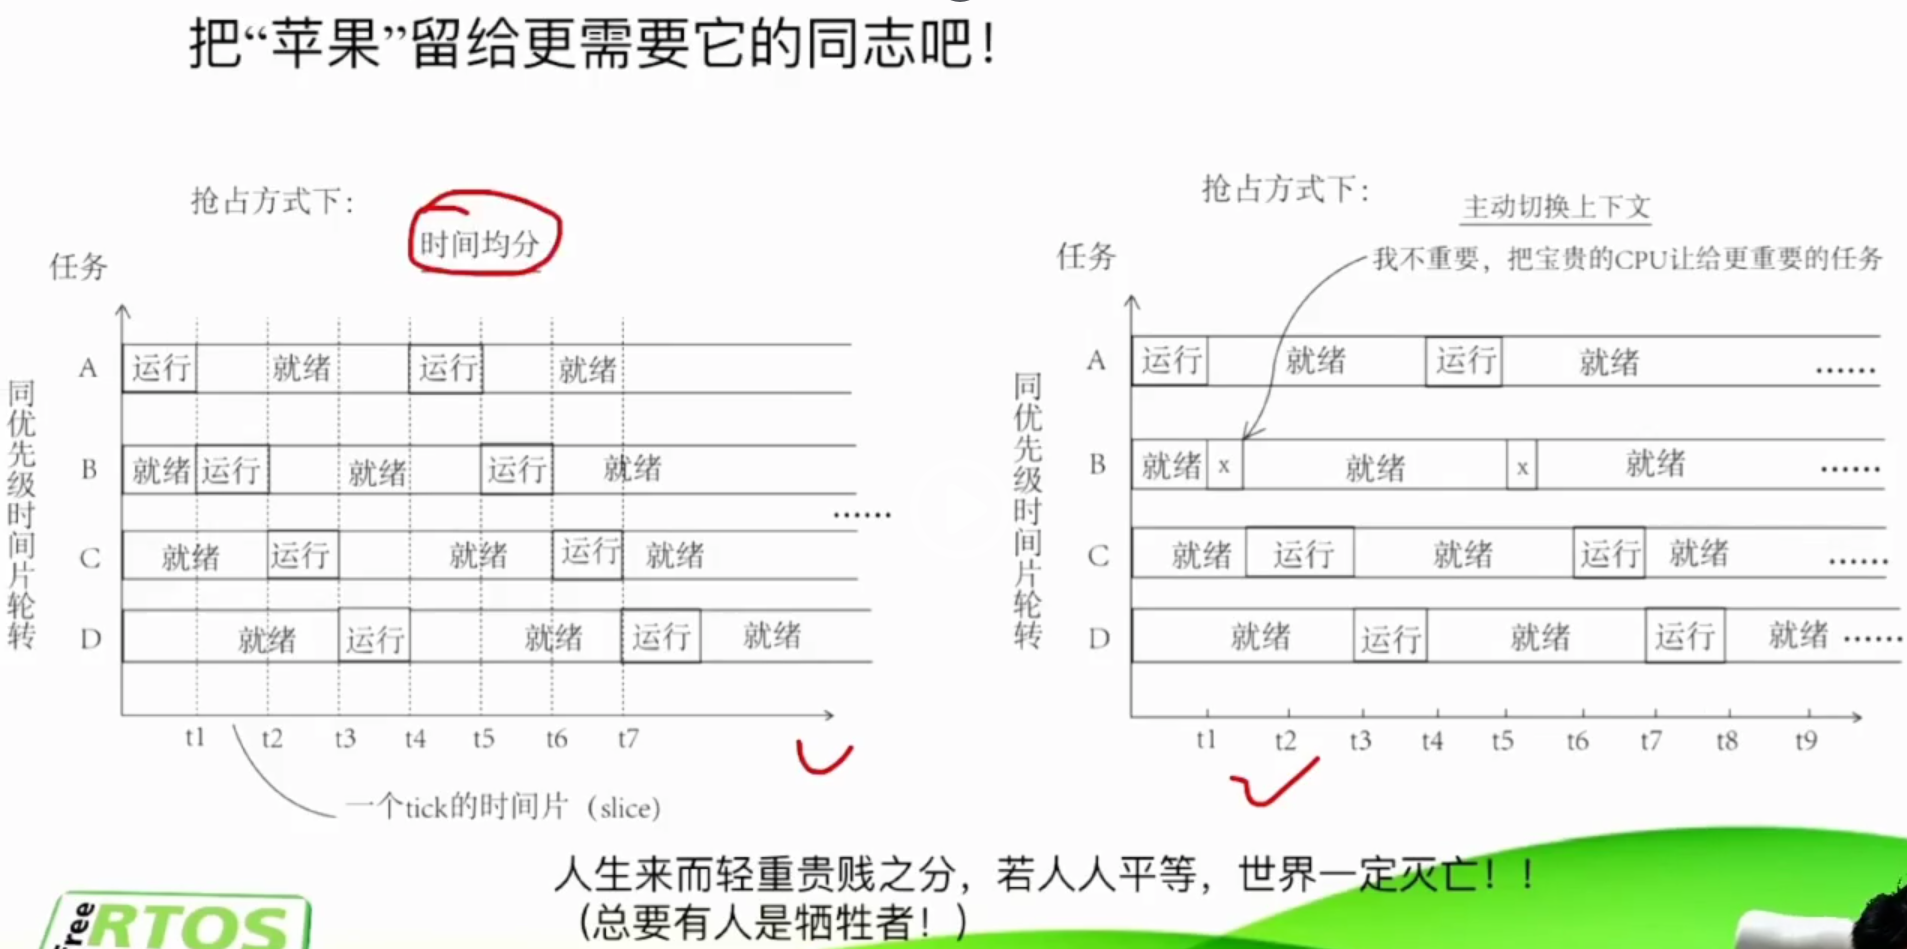 把“苹果”留给更需要它的同志吧！
抢占方式下：
时间均分
任务
同优先级时间片轮转
A 运行 就绪 运行 就绪
B 就绪 运行 就绪 运行 就绪
......
C 就绪 运行 就绪 运行 就绪
D 就绪 运行 就绪 运行 就绪
t1 t2 t3 t4 t5 t6 t7
一个tick的时间片（slice）
抢占方式下：
主动切换上下文
任务
我不重要，把宝贵的CPU让给更重要的任务
同优先级时间片轮转
A 运行 就绪 运行 就绪 ......
B 就绪 x 就绪 x 就绪 ......
C 就绪 运行 就绪 运行 就绪 ......
D 就绪 运行 就绪 运行 就绪 ......
t1 t2 t3 t4 t5 t6 t7 t8 t9
人生来而轻重贵贱之分，若人人平等，世界一定灭亡！！
（总要有人是牺牲者！）
Free
RTOS